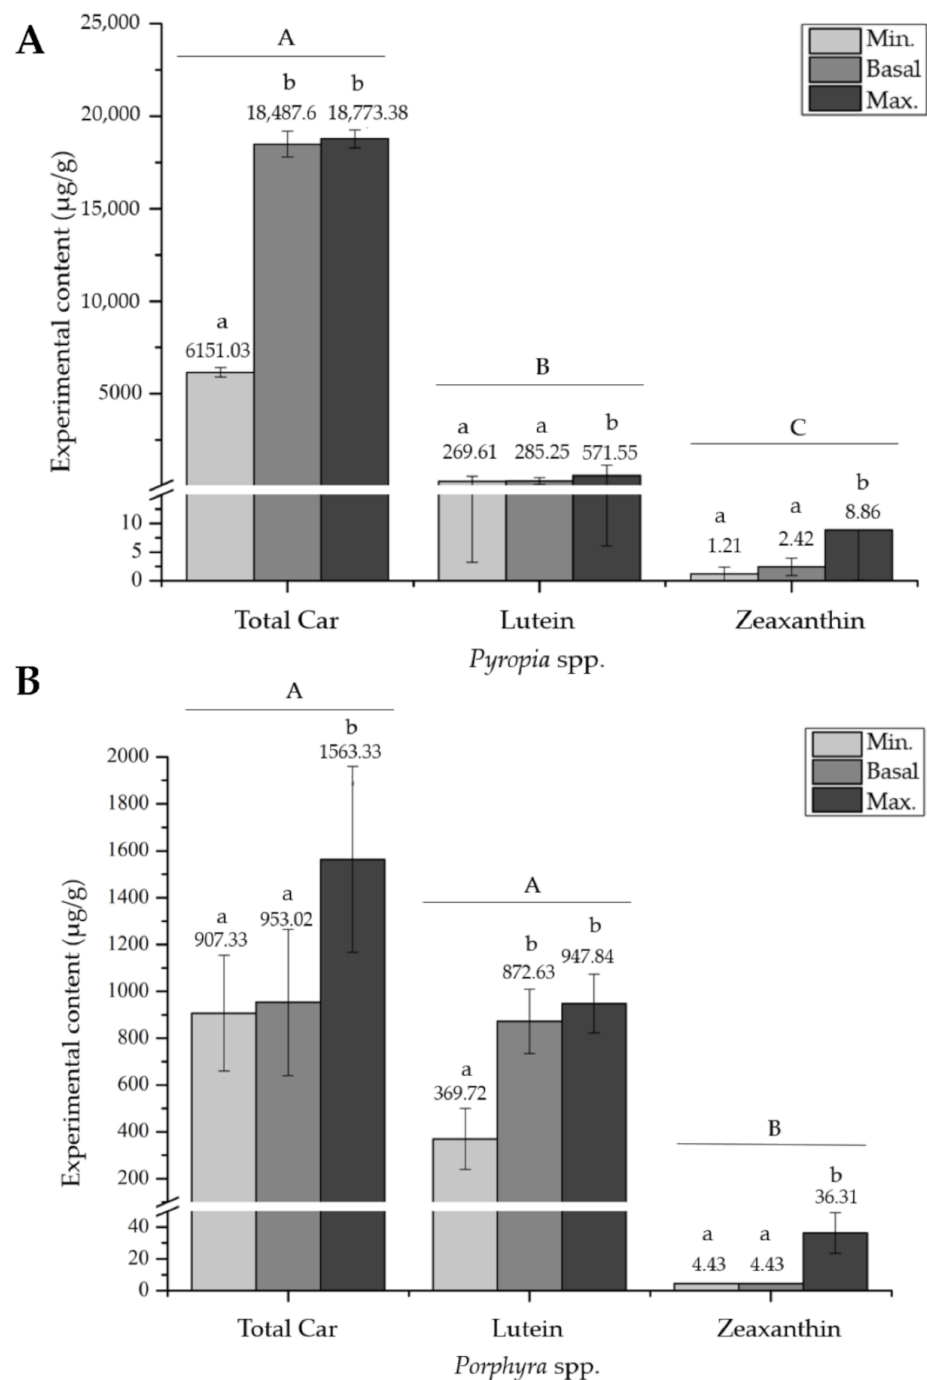 A
Experimental content (µg/g)
25,000
20,000
15,000
10,000
5000
10
5
0
Min.
Basal
Max.
A
b
b
18,487.6
18,773.38
a
6151.03
B
a
a
b
269.61
285.25
571.55
C
a
a
b
1.21
2.42
8.86
Total Car
Lutein
Zeaxanthin
Pyropia spp.
B
Experimental content (µg/g)
2000
1800
1600
1400
1200
1000
800
600
400
200
40
20
0
Min.
Basal
Max.
A
b
1563.33
a
a
907.33
953.02
A
b
b
872.63
947.84
a
369.72
B
a
a
b
4.43
4.43
36.31
Total Car
Lutein
Zeaxanthin
Porphyra spp.